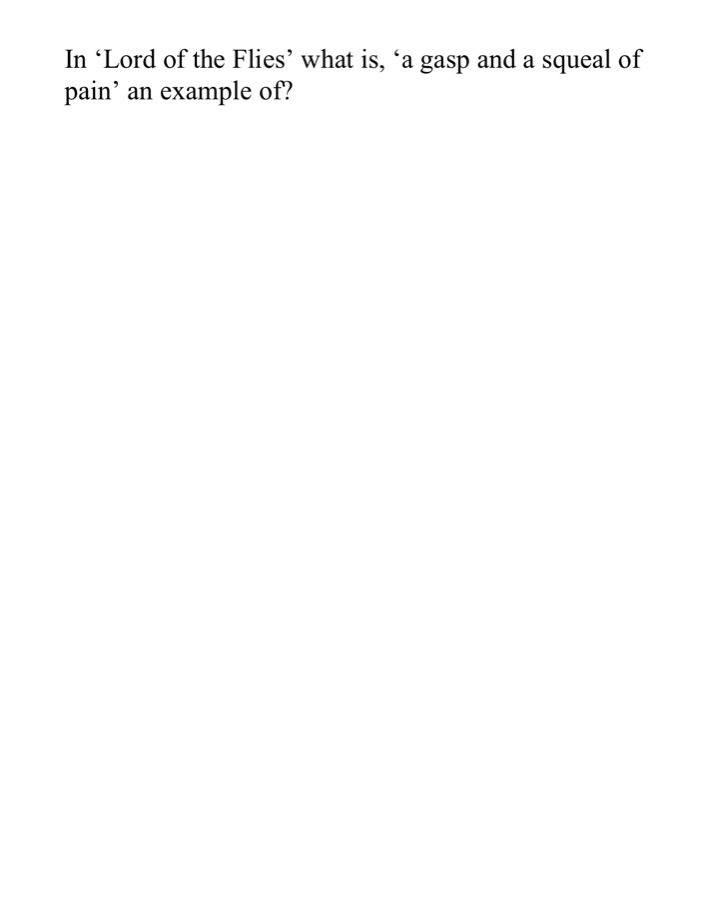 In ‘Lord of the Flies’ what is, ‘a gasp and a squeal of
pain’ an example of?